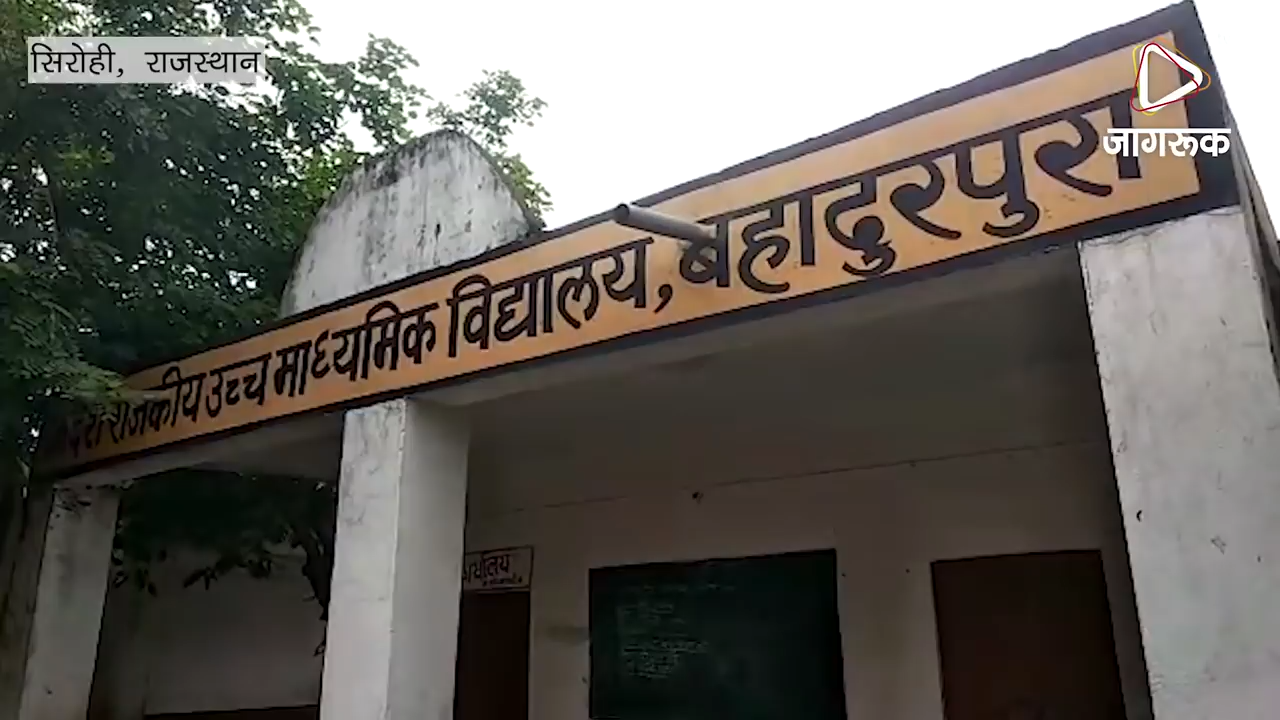 सिरोही, राजस्थान
जागरूक
राजकीय उच्च माध्यमिक विद्यालय, बहादुरपुरा